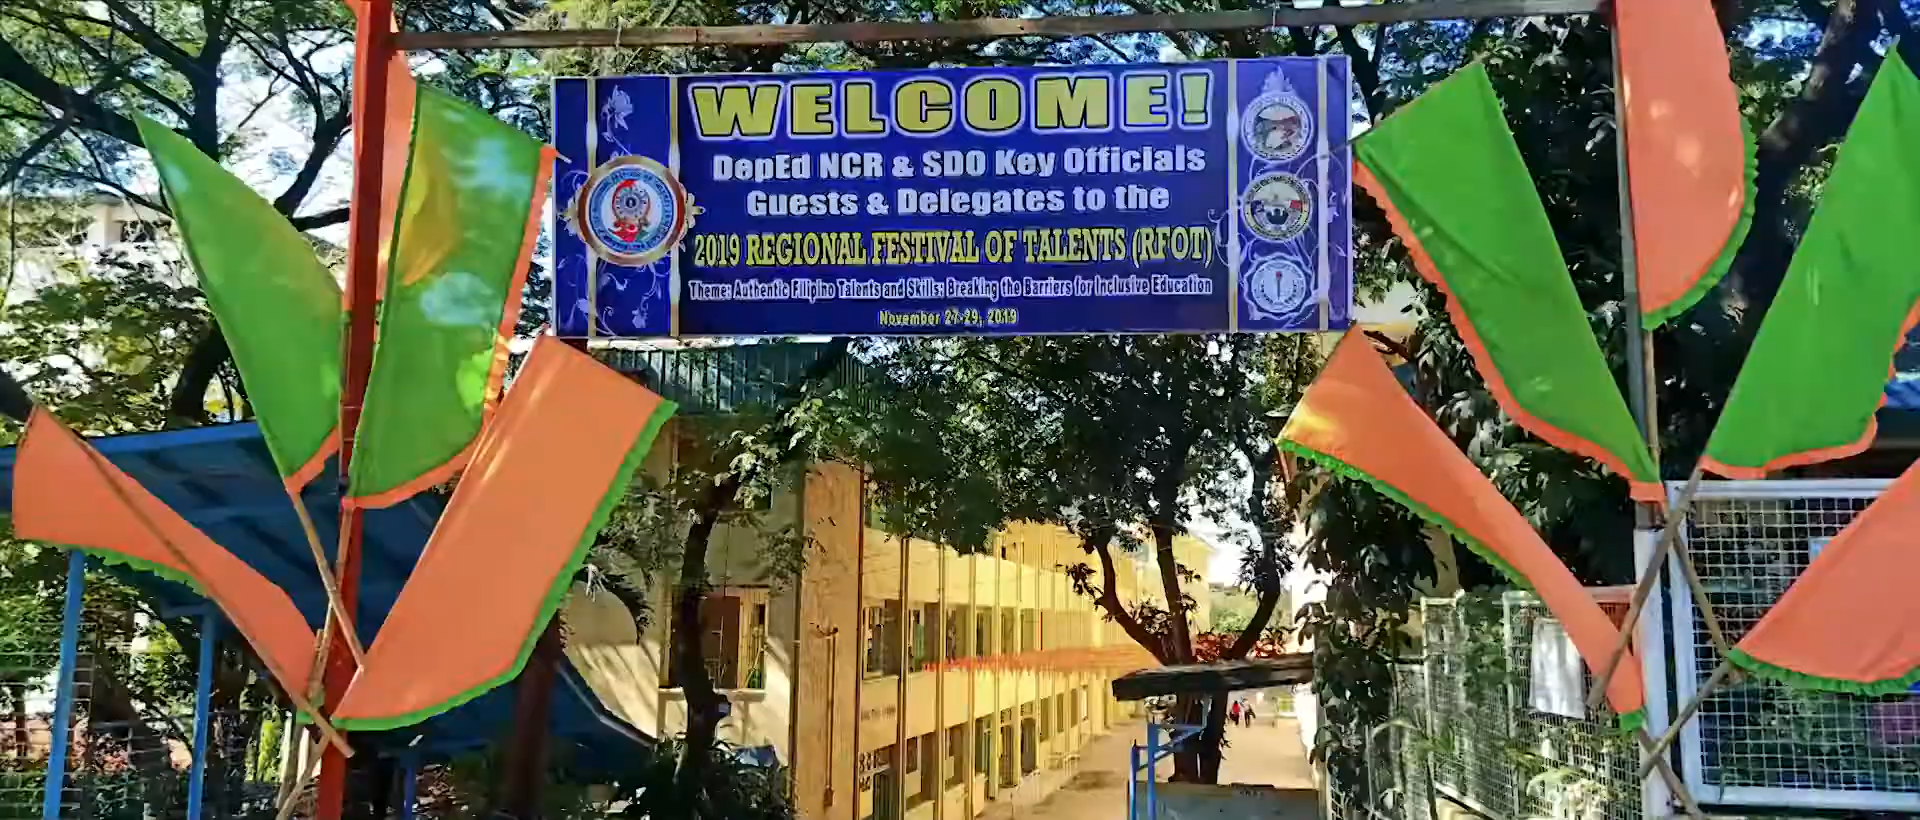 WELCOME!
DepEd NCR & SDO Key Officials
Guests & Delegates to the
2019 REGIONAL FESTIVAL OF TALENTS (RFOT)
Theme: Authentic Filipino Talents and Skills: Breaking the Barriers for Inclusive Education
November 27-29, 2019